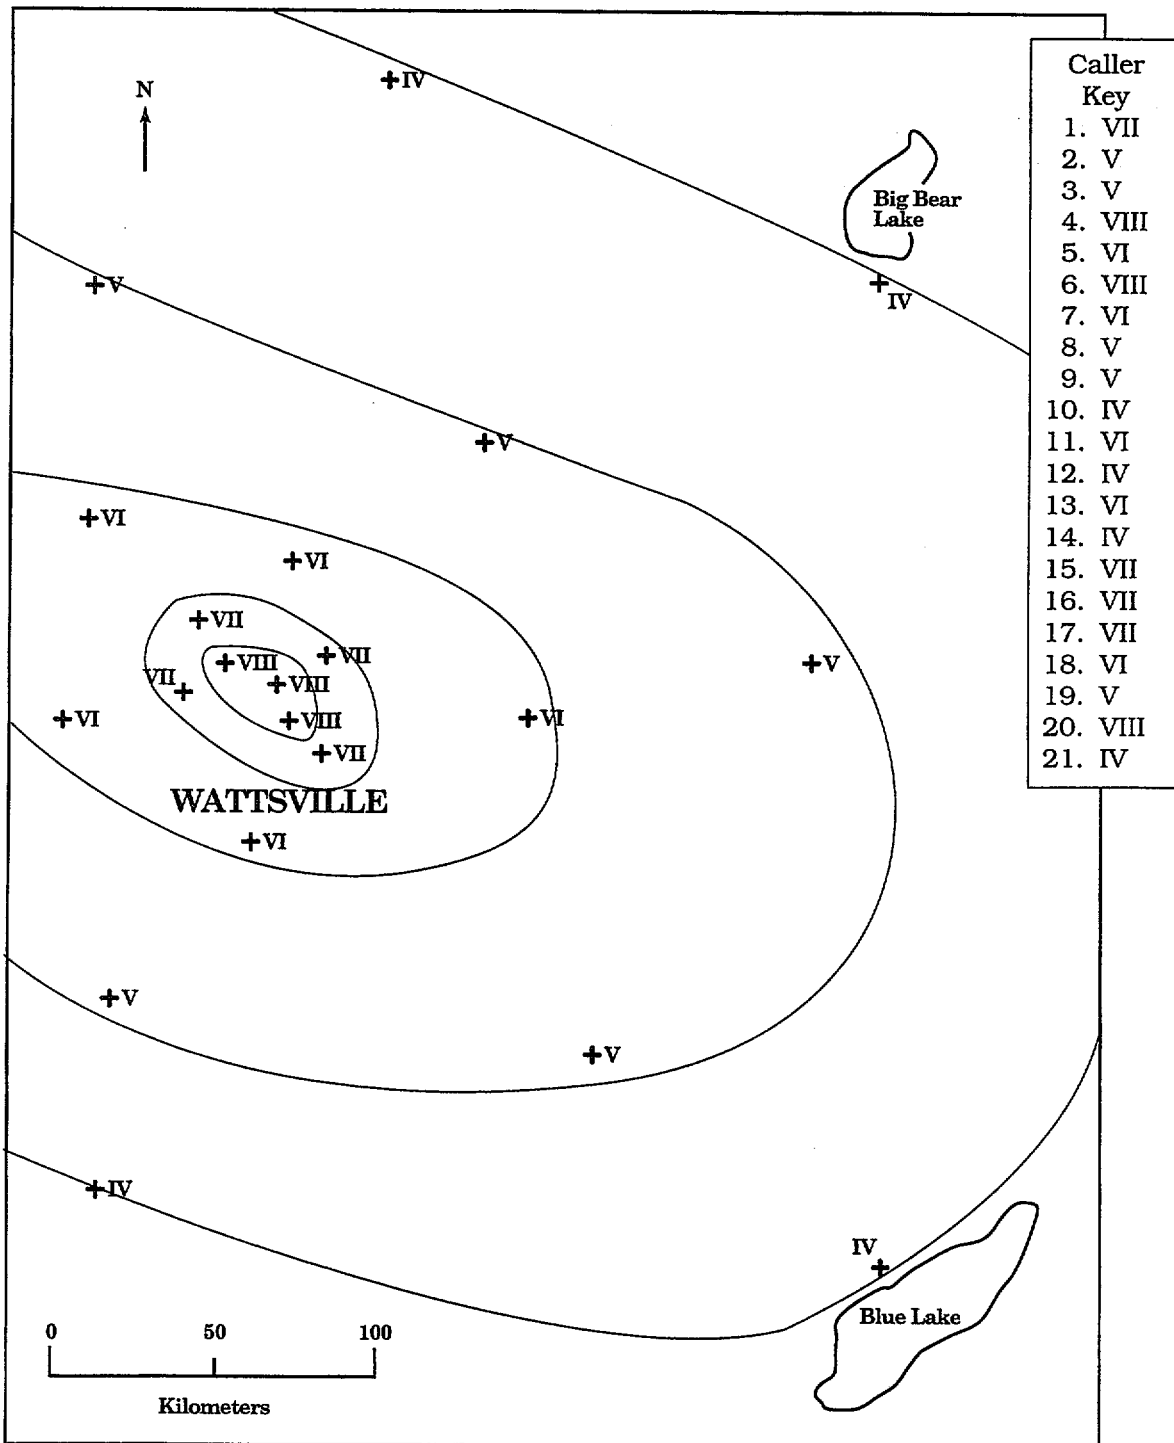 Caller
Key
1. VII
2. V
3. V
4. VIII
5. VI
6. VIII
7. VI
8. V
9. V
10. IV
11. VI
12. IV
13. VI
14. IV
15. VII
16. VII
17. VII
18. VI
19. V
20. VIII
21. IV
IV
N
Big Bear
Lake
V
IV
V
VI
VI
VII
VII
VIII
V
VII
VIII
VI
VI
VIII
VII
WATTSVILLE
VI
V
V
IV
IV
Blue Lake
0 50 100
Kilometers